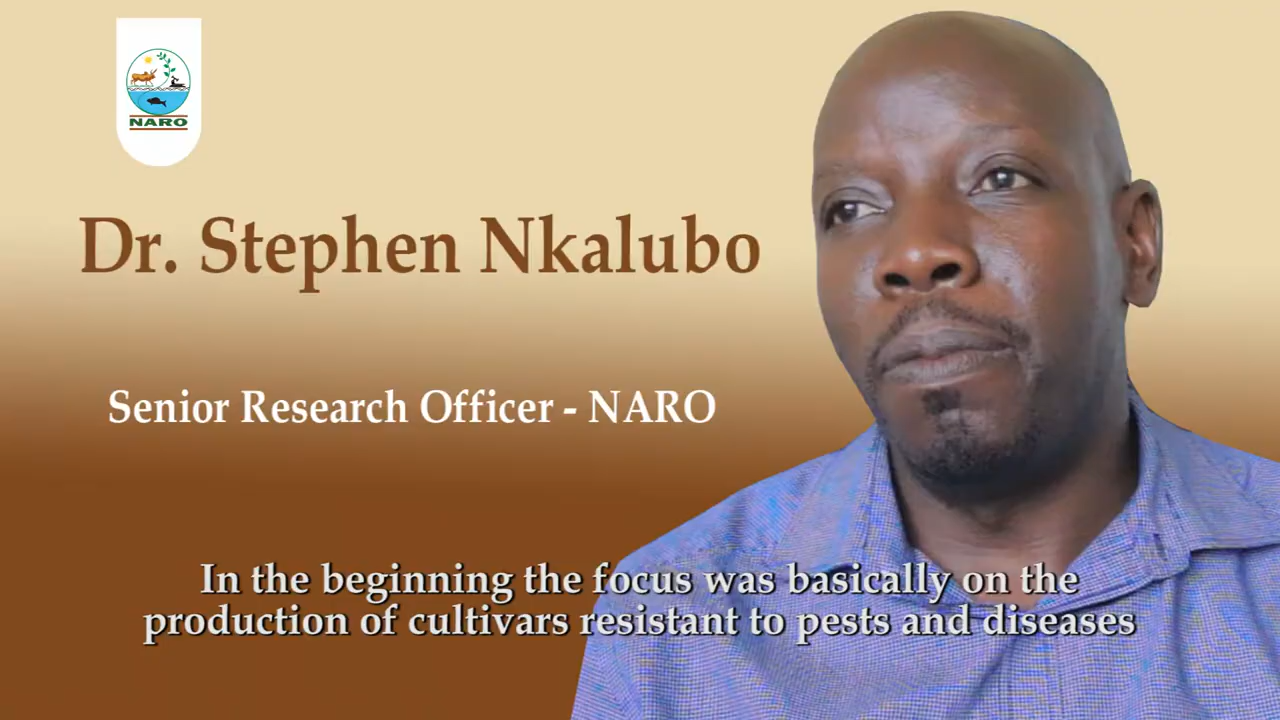 NARO
Dr. Stephen Nkalubo
Senior Research Officer - NARO
In the beginning the focus was basically on the
production of cultivars resistant to pests and diseases